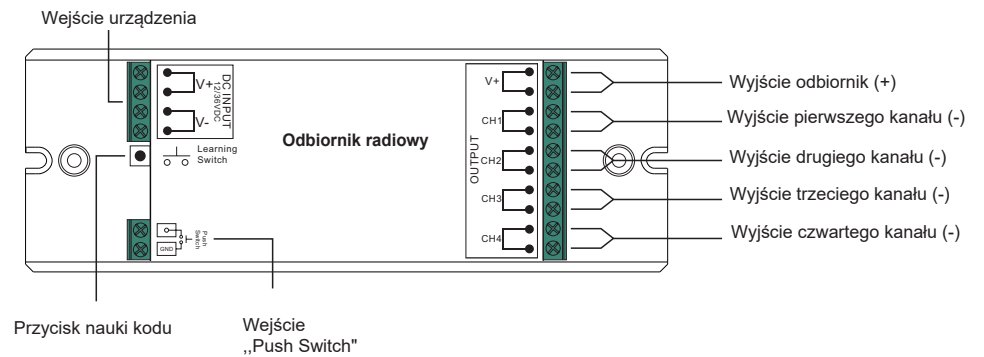 Wejście urządzenia
V+
V-
DC INPUT
12/36VDC
Learning
Switch
Push
Switch
GND
Odbiornik radiowy
OUTPUT
V+
CH1
CH2
CH3
CH4
Wyjście odbiornik (+)
Wyjście pierwszego kanału (-)
Wyjście drugiego kanału (-)
Wyjście trzeciego kanału (-)
Wyjście czwartego kanału (-)
Przycisk nauki kodu
Wejście
,,Push Switch"